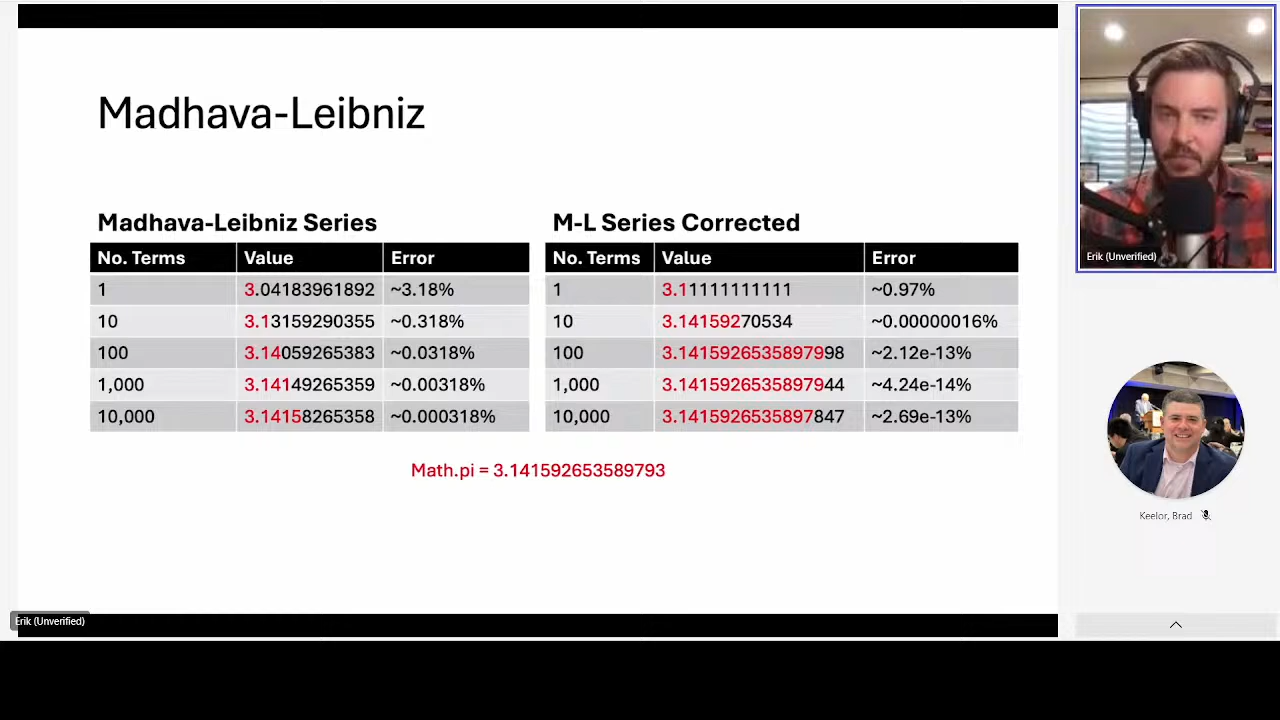 Madhava-Leibniz
Madhava-Leibniz Series
No. Terms Value Error
1 3.04183961892 ~3.18%
10 3.13159290355 ~0.318%
100 3.14059265383 ~0.0318%
1,000 3.14149265359 ~0.00318%
10,000 3.14158265358 ~0.000318%
M-L Series Corrected
No. Terms Value Error
1 3.11111111111 ~0.97%
10 3.14159270534 ~0.00000016%
100 3.141592653589799​8 ~2.12e-13%
1,000 3.1415926535897944 ~4.24e-14%
10,000 3.1415926535897847 ~2.69e-13%
Math.pi = 3.141592653589793
Erik (Unverified)
Keelor, Brad
Erik (Unverified)